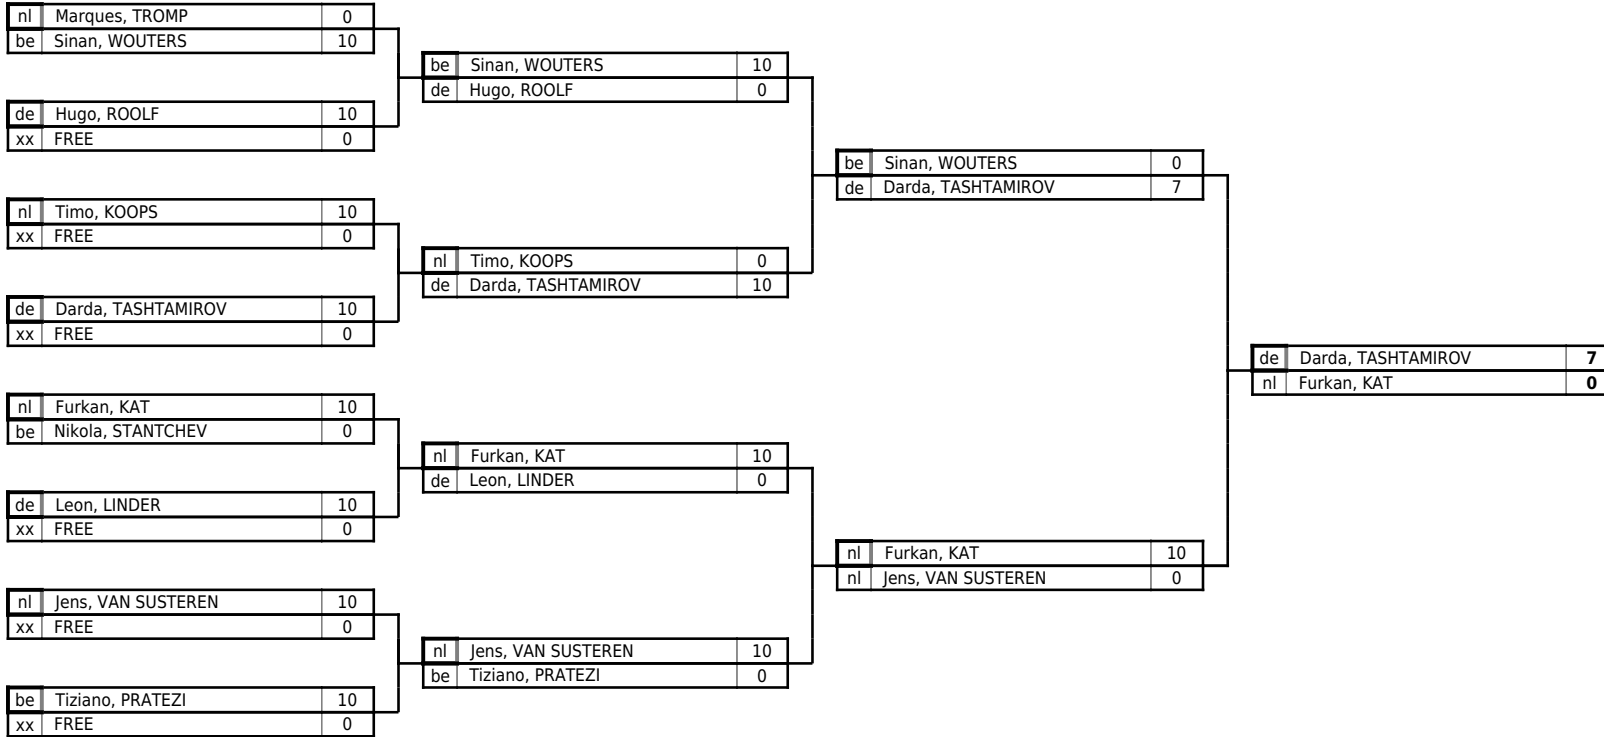 nl Marques, TROMP 0
be Sinan, WOUTERS 10
de Hugo, ROOLF 10
xx FREE 0
nl Timo, KOOPS 10
xx FREE 0
de Darda, TASHTAMIROV 10
xx FREE 0
nl Furkan, KAT 10
be Nikola, STANTCHEV 0
de Leon, LINDER 10
xx FREE 0
nl Jens, VAN SUSTEREN 10
xx FREE 0
be Tiziano, PRATEZI 10
xx FREE 0
be Sinan, WOUTERS 10
de Hugo, ROOLF 0
nl Timo, KOOPS 0
de Darda, TASHTAMIROV 10
nl Furkan, KAT 10
de Leon, LINDER 0
nl Jens, VAN SUSTEREN 10
be Tiziano, PRATEZI 0
be Sinan, WOUTERS 0
de Darda, TASHTAMIROV 7
nl Furkan, KAT 10
nl Jens, VAN SUSTEREN 0
de Darda, TASHTAMIROV 7
nl Furkan, KAT 0